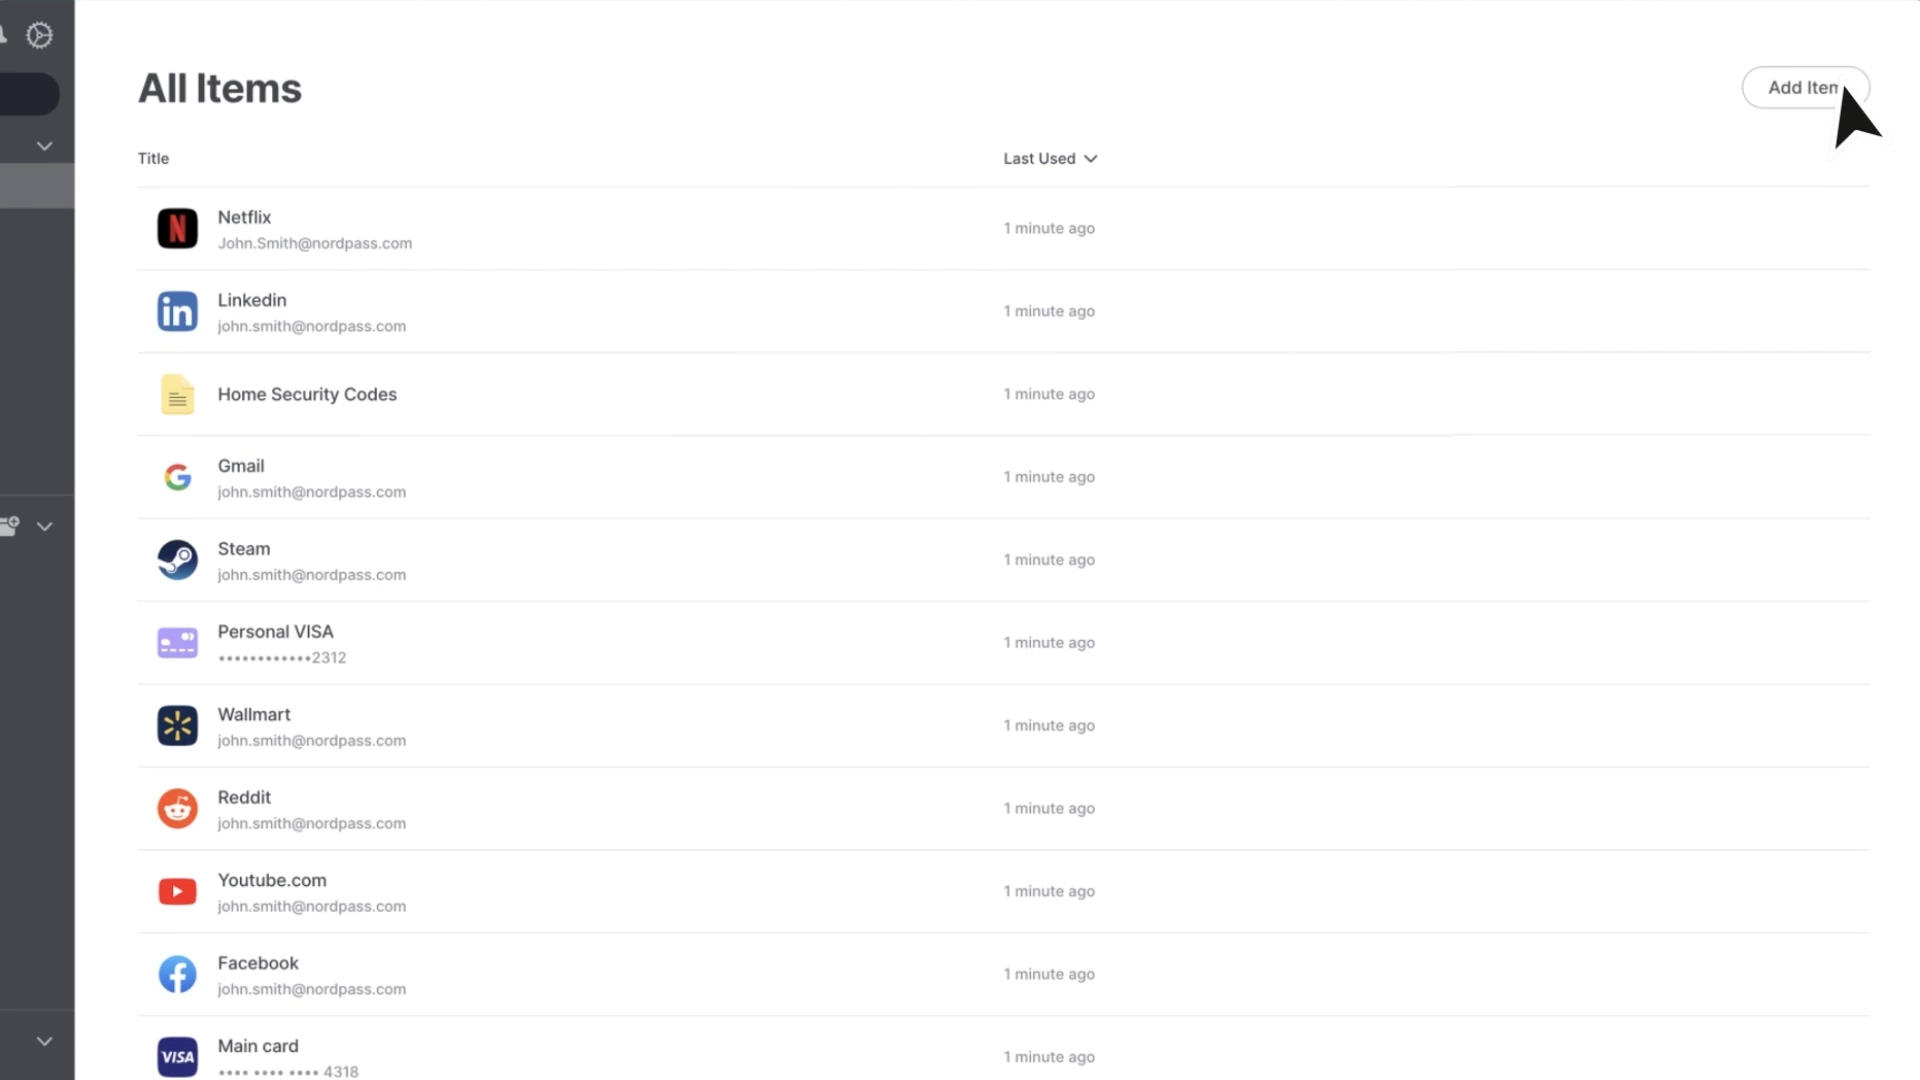 All Items
Add Item
Title
Last Used
Netflix
John.Smith@nordpass.com
1 minute ago
Linkedin
john.smith@nordpass.com
1 minute ago
Home Security Codes
1 minute ago
Gmail
john.smith@nordpass.com
1 minute ago
Steam
john.smith@nordpass.com
1 minute ago
Personal VISA
••••••••••••2312
1 minute ago
Wallmart
john.smith@nordpass.com
1 minute ago
Reddit
john.smith@nordpass.com
1 minute ago
Youtube.com
john.smith@nordpass.com
1 minute ago
Facebook
john.smith@nordpass.com
1 minute ago
VISA
Main card
•••• •••• •••• 4318
1 minute ago